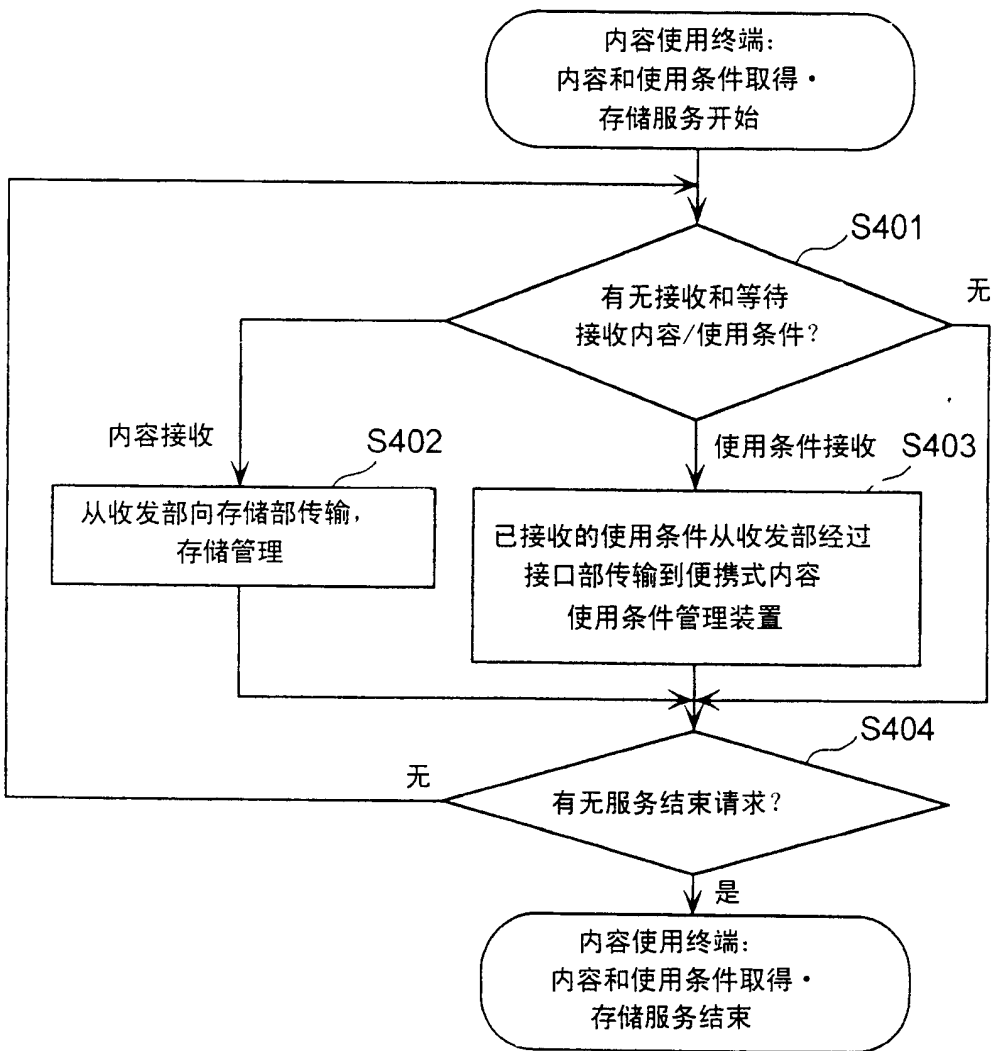 内容使用终端：
内容和使用条件取得·
存储服务开始
S401
有无接收和等待
接收内容/使用条件？
无
内容接收
S402
使用条件接收
S403
从收发部向存储部传输，
存储管理
已接收的使用条件从收发部经过
接口部传输到便携式内容
使用条件管理装置
S404
无
有无服务结束请求？
是
内容使用终端：
内容和使用条件取得·
存储服务结束